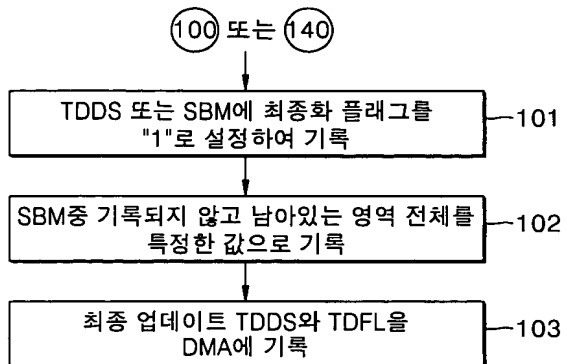 100 또는 140
TDDS 또는 SBM에 최종화 플래그를
"1"로 설정하여 기록
101
SBM중 기록되지 않고 남아있는 영역 전체를
특정한 값으로 기록
102
최종 업데이트 TDDS와 TDFL을
DMA에 기록
103